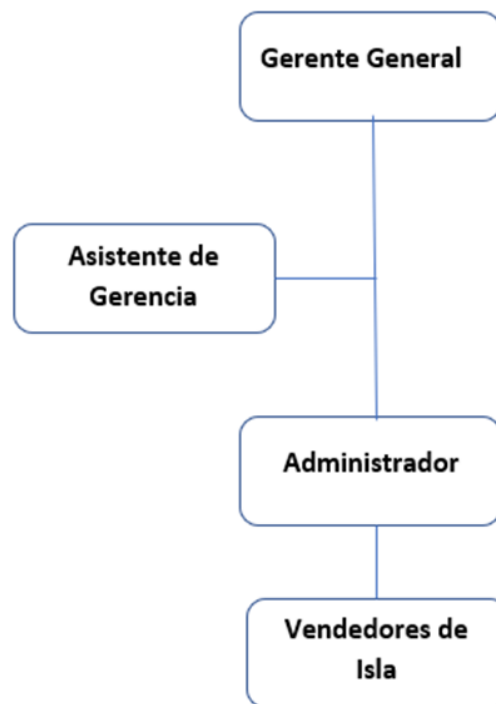 Gerente General
Asistente de
Gerencia
Administrador
Vendedores de
Isla